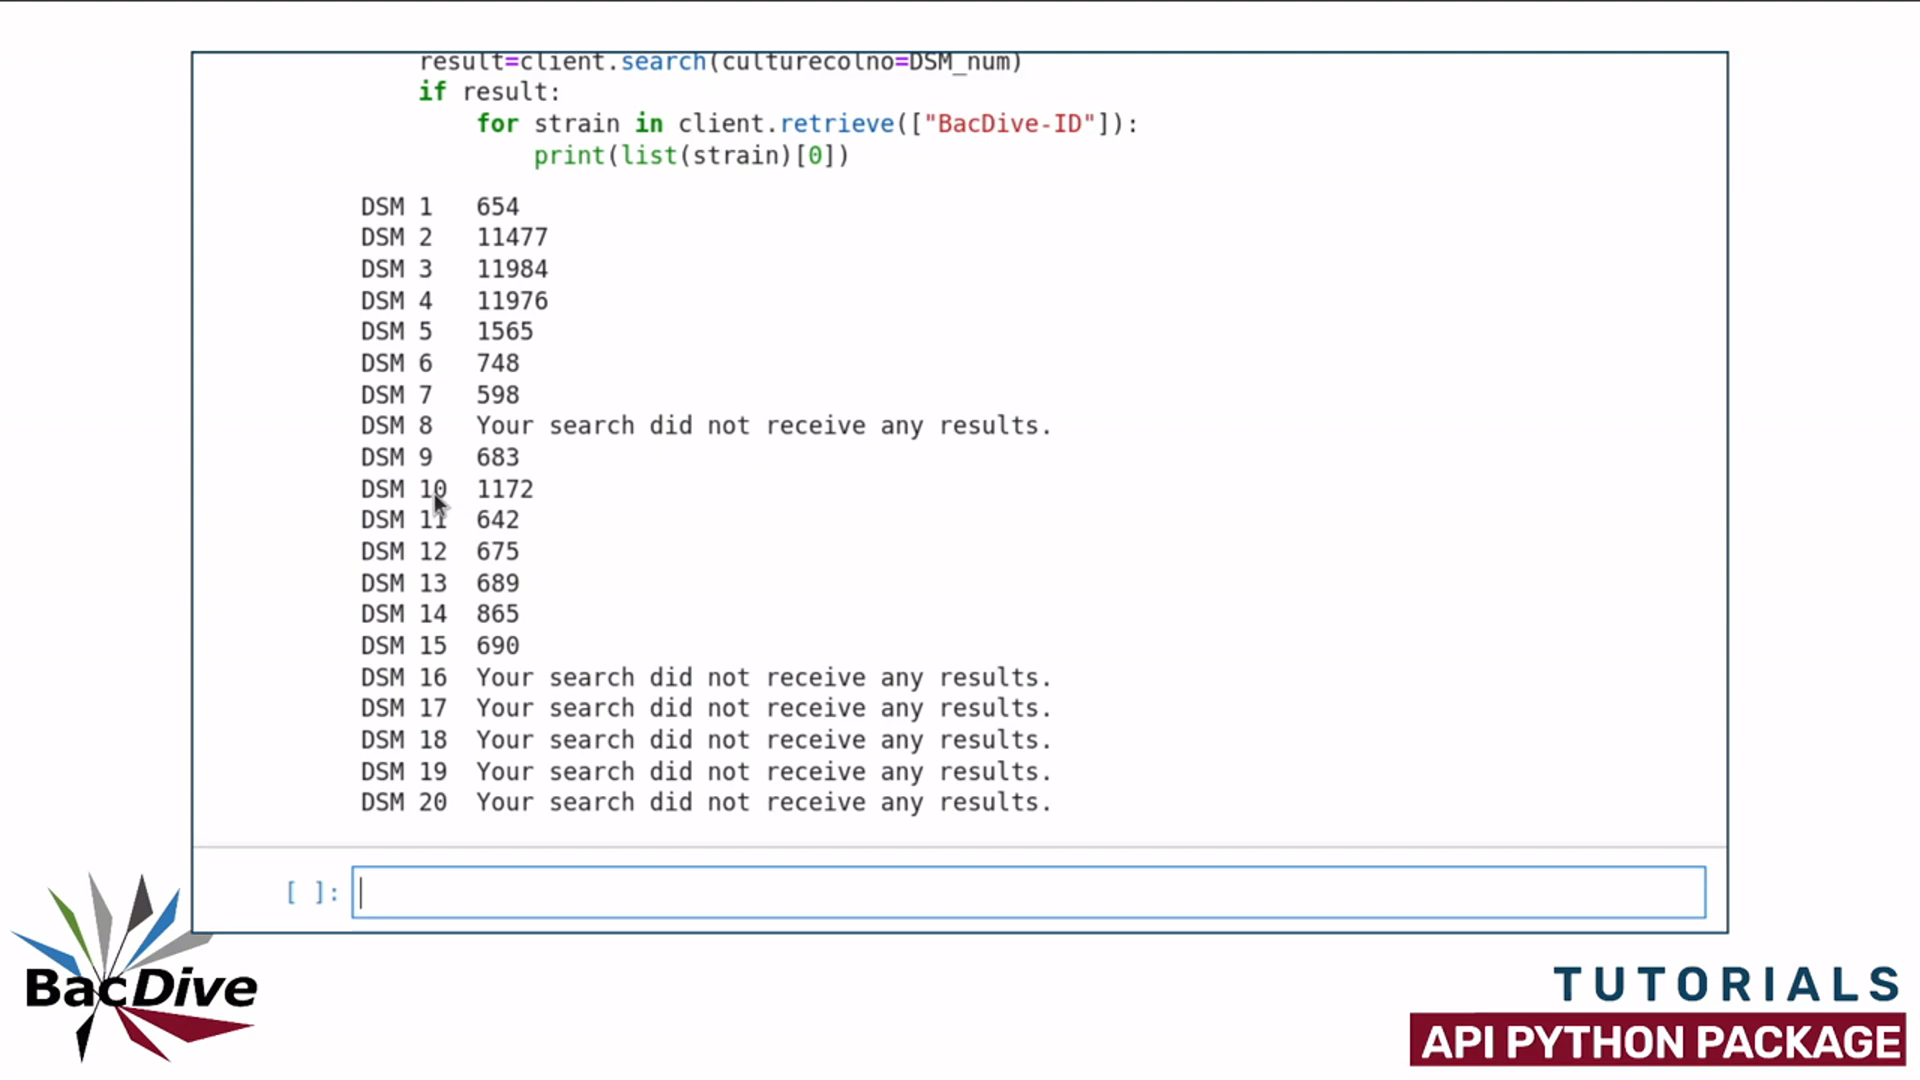 result=client.search(culturecolno=DSM_num)
if result:
for strain in client.retrieve(["BacDive-ID"]):
print(list(strain)[0])
DSM 1 654
DSM 2 11477
DSM 3 11984
DSM 4 11976
DSM 5 1565
DSM 6 748
DSM 7 598
DSM 8 Your search did not receive any results.
DSM 9 683
DSM 10 1172
DSM 11 642
DSM 12 675
DSM 13 689
DSM 14 865
DSM 15 690
DSM 16 Your search did not receive any results.
DSM 17 Your search did not receive any results.
DSM 18 Your search did not receive any results.
DSM 19 Your search did not receive any results.
DSM 20 Your search did not receive any results.
[ ]:
BacDive
TUTORIALS
API PYTHON PACKAGE